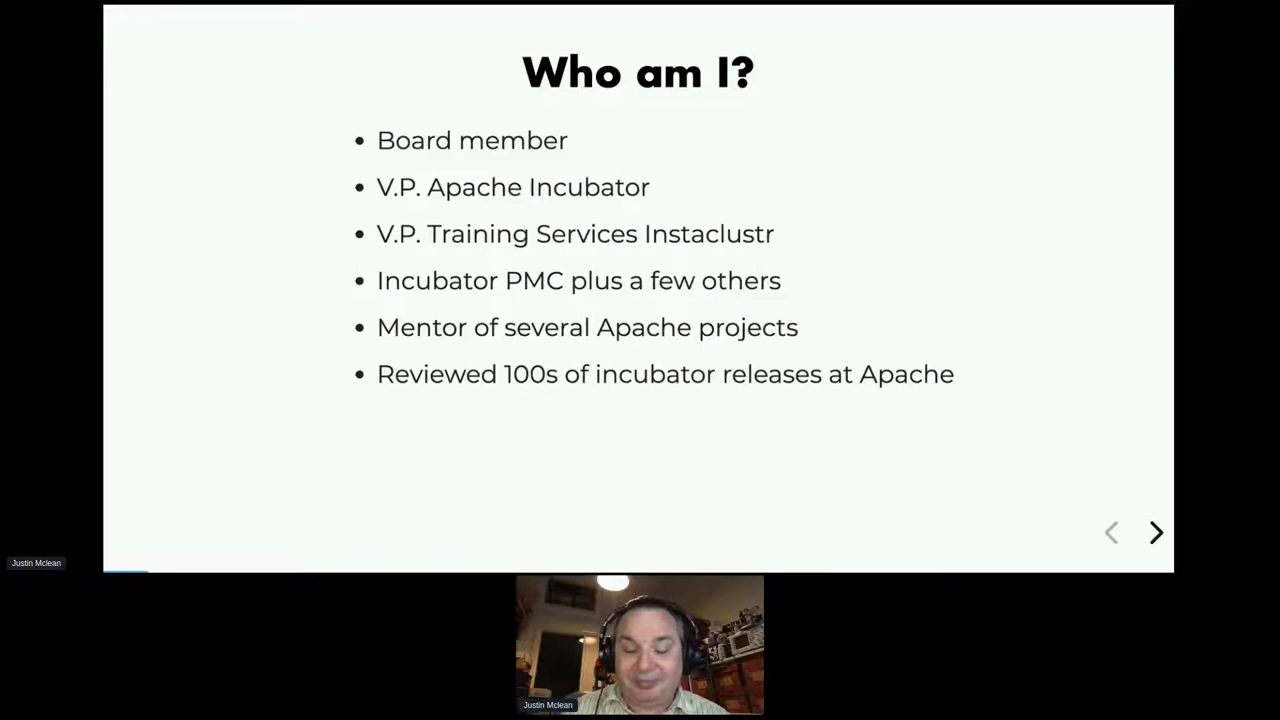 Who am I?
Board member
V.P. Apache Incubator
V.P. Training Services Instaclustr
Incubator PMC plus a few others
Mentor of several Apache projects
Reviewed 100s of incubator releases at Apache
Justin Mclean
Justin Mclean